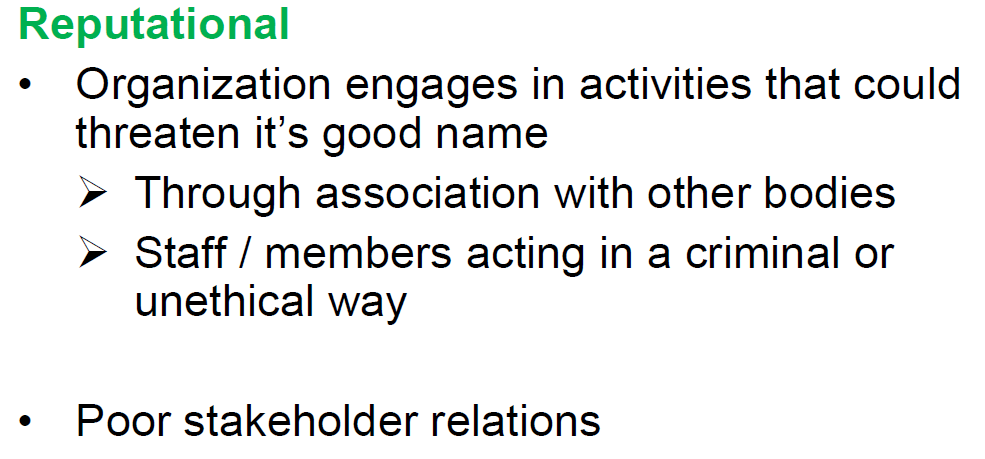 Reputational
• Organization engages in activities that could
threaten it’s good name
➢ Through association with other bodies
➢ Staff / members acting in a criminal or
unethical way
• Poor stakeholder relations